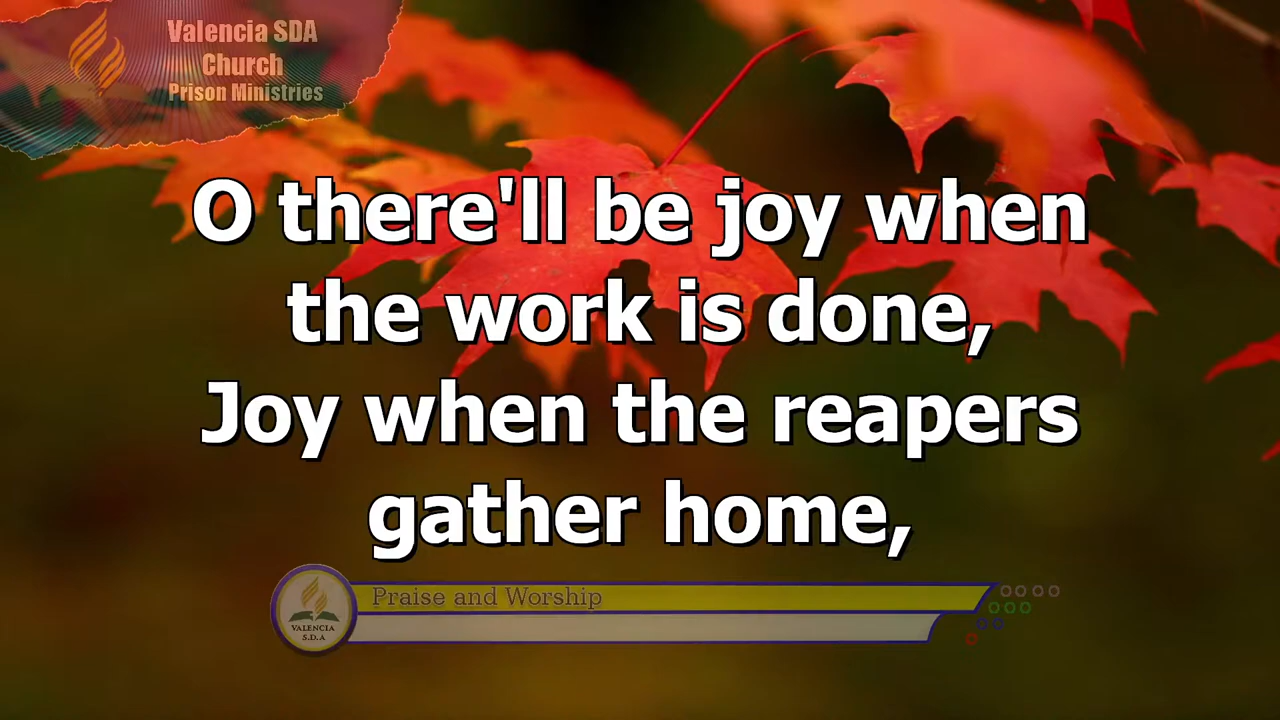 Valencia SDA
Church
Prison Ministries
O there'll be joy when
the work is done,
Joy when the reapers
gather home,
Praise and Worship
VALENCIA
S.D.A